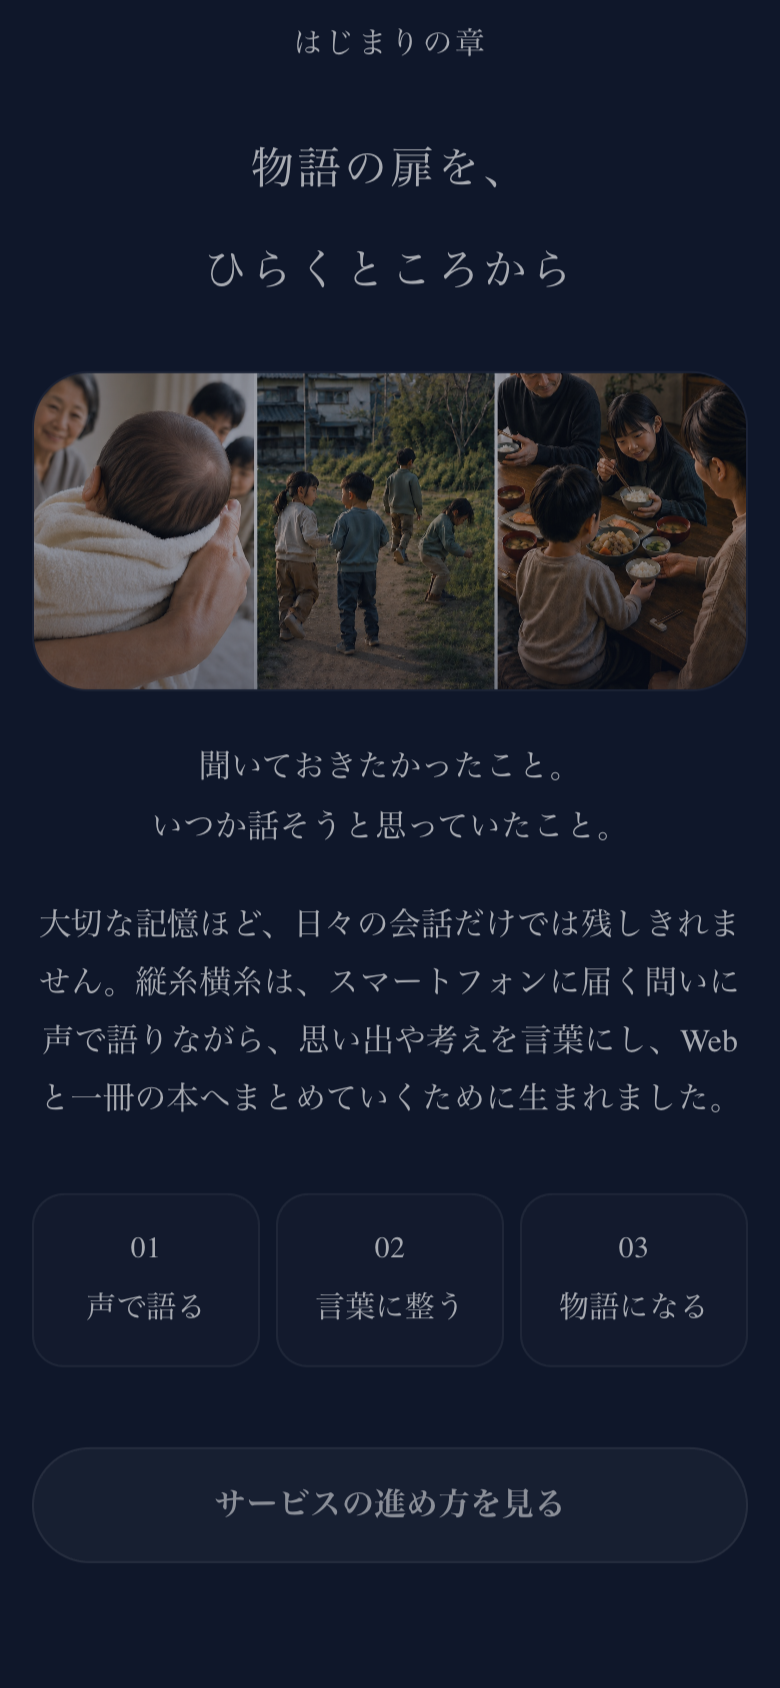 はじまりの章
物語の扉を、
ひらくところから
聞いておきたかったこと。
いつか話そうと思っていたこと。
大切な記憶ほど、日々の会話だけでは残しきれま
せん。縦糸横糸は、スマートフォンに届く問いに
声で語りながら、思い出や考えを言葉にし、Web
と一冊の本へまとめていくために生まれました。
01
声で語る
02
言葉に整う
03
物語になる
サービスの進め方を見る